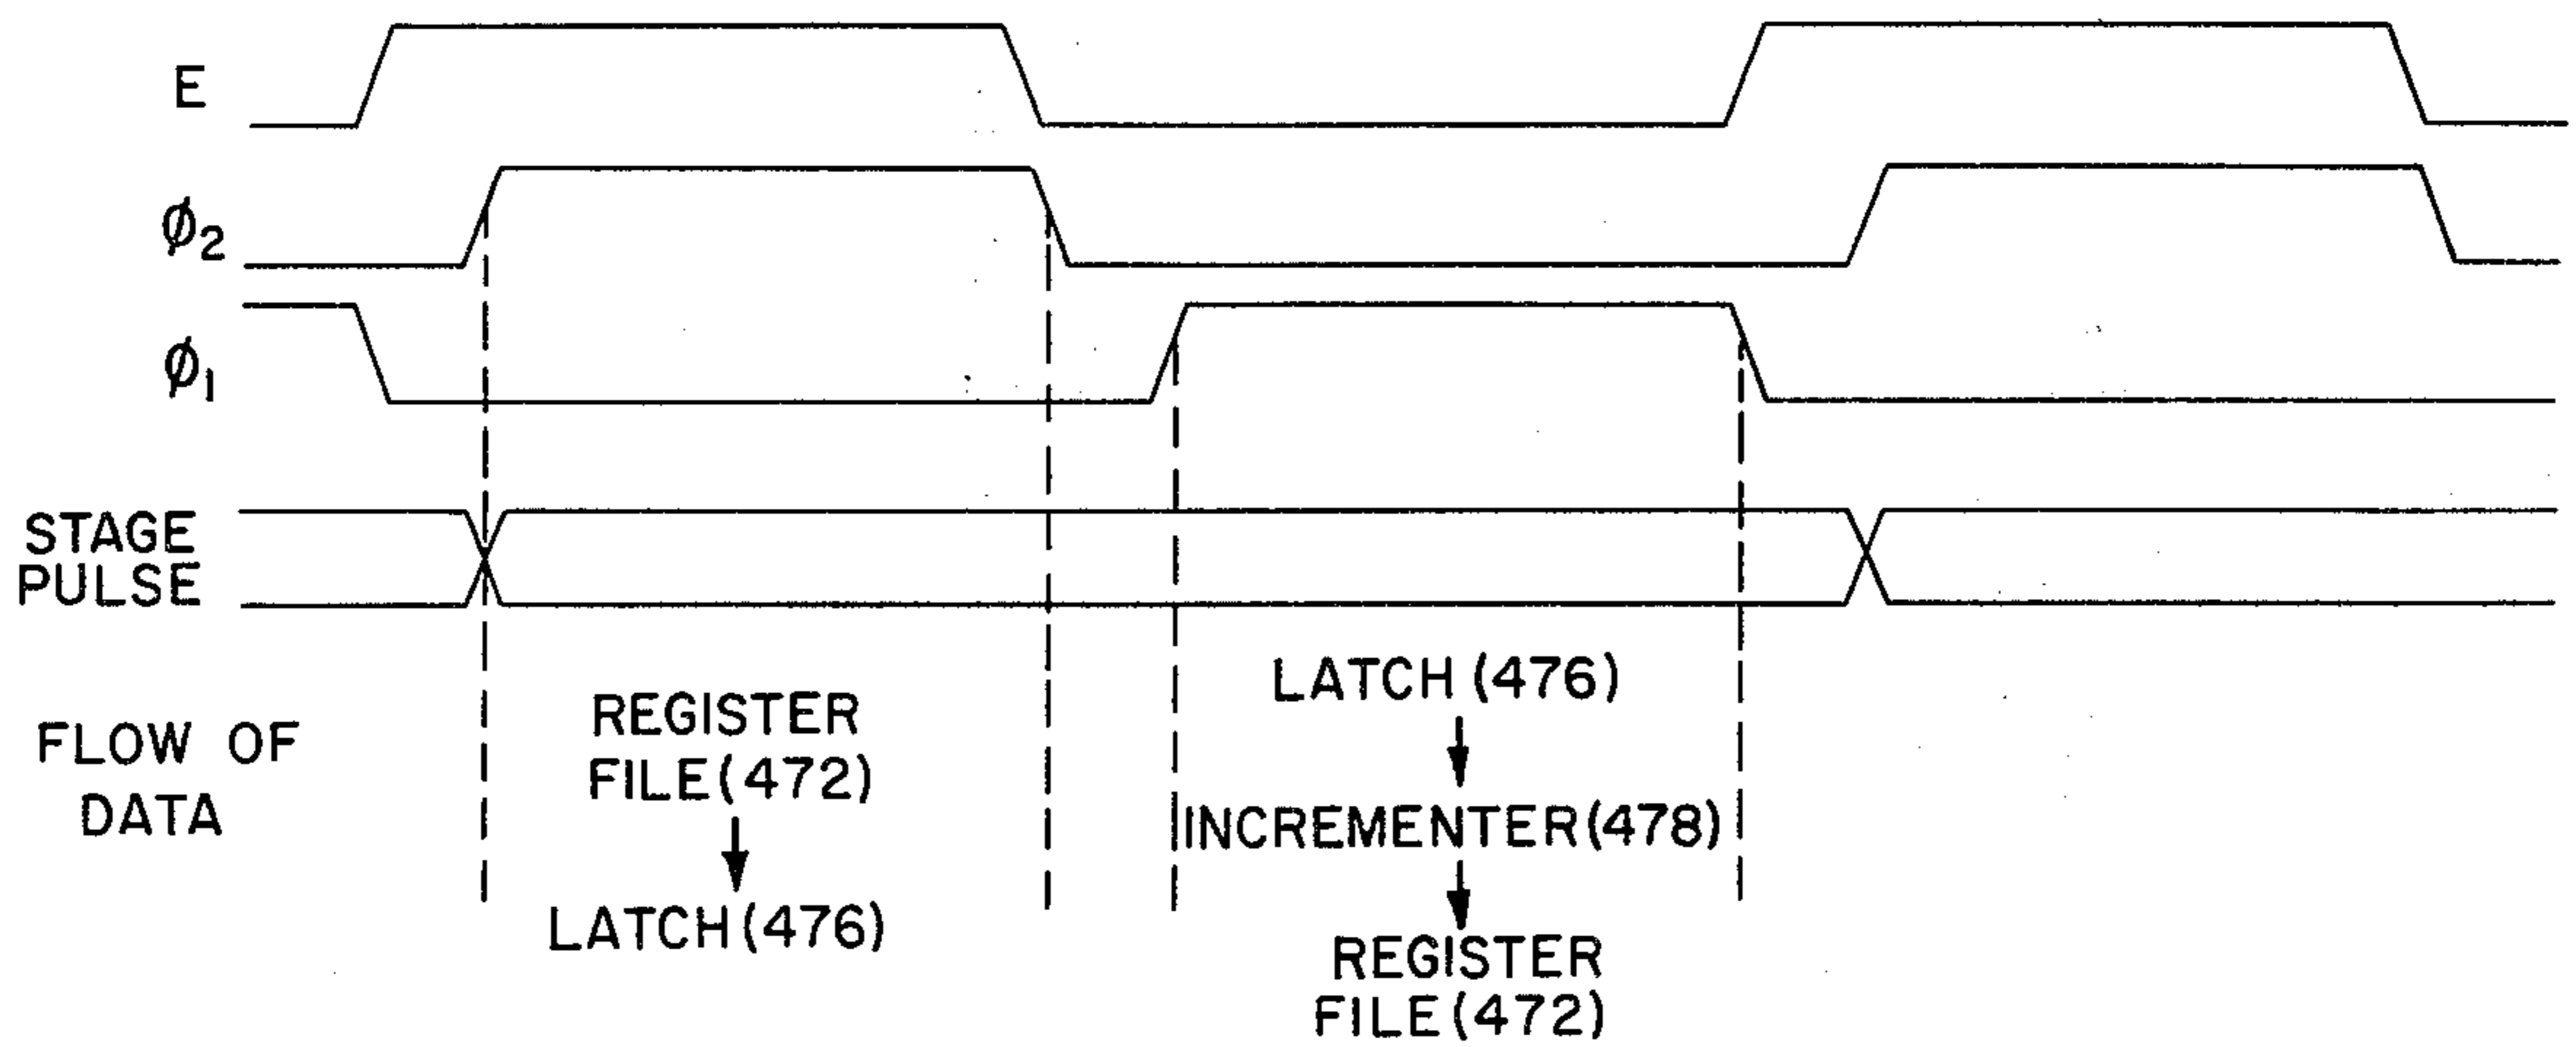 E
ϕ2
ϕ1
STAGE
PULSE
FLOW OF
DATA
REGISTER
FILE(472)
LATCH(476)
LATCH(476)
INCREMENTER(478)
REGISTER
FILE(472)